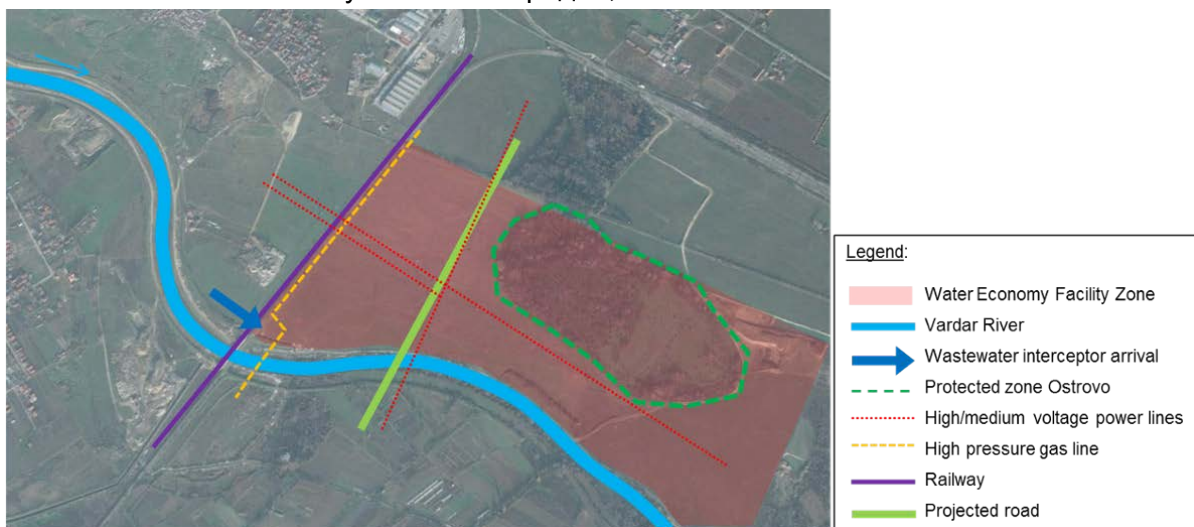 Legend:
Water Economy Facility Zone
Vardar River
Wastewater interceptor arrival
Protected zone Ostrovo
High/medium voltage power lines
High pressure gas line
Railway
Projected road